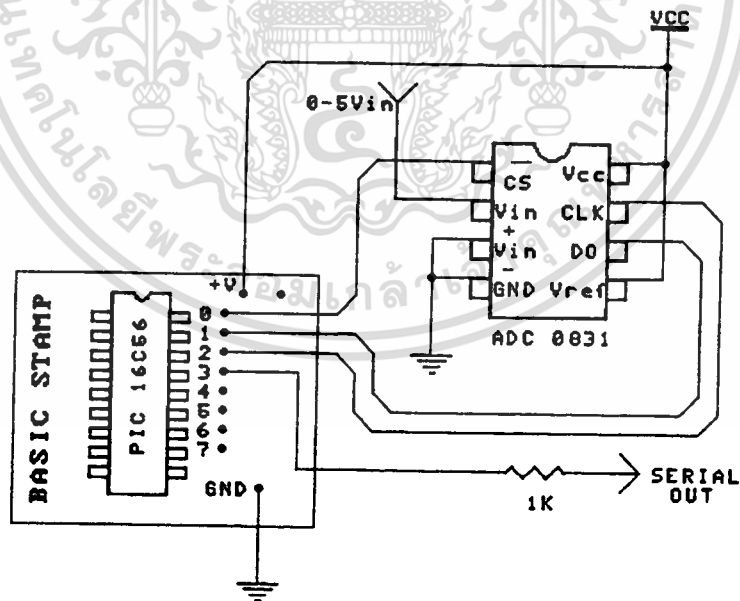 VCC
0-5Vin
CS
Vcc
Vin
+
CLK
Vin
-
DO
GND
Vref
ADC 0831
+V
0
1
2
3
4
5
6
7
GND
PIC 16C56
BASIC STAMP
1K
SERIAL
OUT